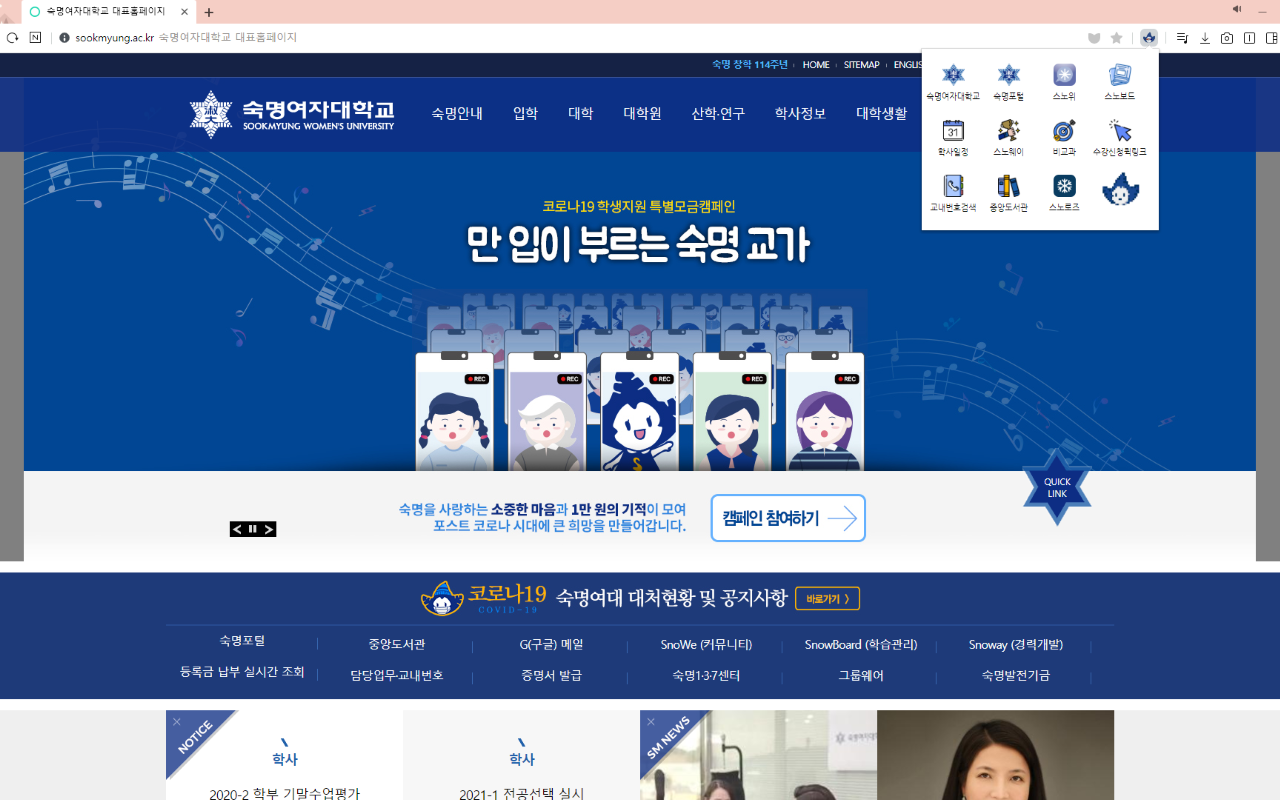 숙명여자대학교 대표홈페이지
sookmyung.ac.kr 숙명여자대학교 대표홈페이지
숙명 창학 114주년 HOME SITEMAP ENGLIS
숙명여자대학교
SOOKMYUNG WOMEN'S UNIVERSITY
숙명안내 입학 대학 대학원 산학·연구 학사정보 대학생활
숙명여자대학교 숙명포털 스노위 스노보드
31
학사일정 스노웨이 비교과 수강신청퀵링크
교내번호검색 중앙도서관 스노로즈
코로나19 학생지원 특별모금캠페인
만 입이 부르는 숙명 교가
REC REC REC REC REC
S
숙명을 사랑하는 소중한 마음과 1만 원의 기적이 모여
포스트 코로나 시대에 큰 희망을 만들어갑니다.
캠페인 참여하기
QUICK
LINK
코로나19
COVID-19
숙명여대 대처현황 및 공지사항
바로가기 >
숙명포털 중앙도서관 G(구글) 메일 SnoWe (커뮤니티) SnowBoard (학습관리) Snoway (경력개발)
등록금 납부 실시간 조회 담당업무·교내번호 증명서 발급 숙명1·3·7센터 그룹웨어 숙명발전기금
NOTICE
학사
2020-2 학부 기말수업평가
학사
2021-1 전공선택 실시
SM NEWS
숙명여자대학교